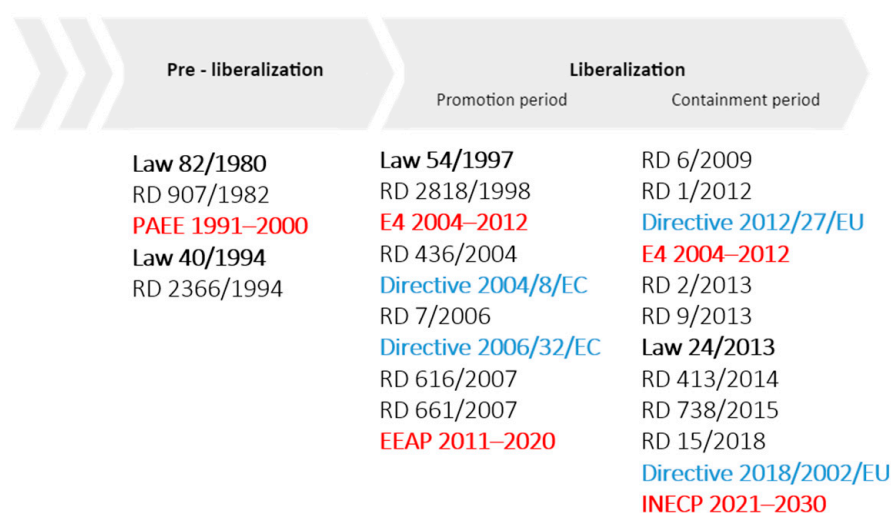 Pre - liberalization
Liberalization
Promotion period
Containment period
Law 82/1980
RD 907/1982
PAEE 1991–2000
Law 40/1994
RD 2366/1994
Law 54/1997
RD 2818/1998
E4 2004–2012
RD 436/2004
Directive 2004/8/EC
RD 7/2006
Directive 2006/32/EC
RD 616/2007
RD 661/2007
EEAP 2011–2020
RD 6/2009
RD 1/2012
Directive 2012/27/EU
E4 2004–2012
RD 2/2013
RD 9/2013
Law 24/2013
RD 413/2014
RD 738/2015
RD 15/2018
Directive 2018/2002/EU
INECP 2021–2030